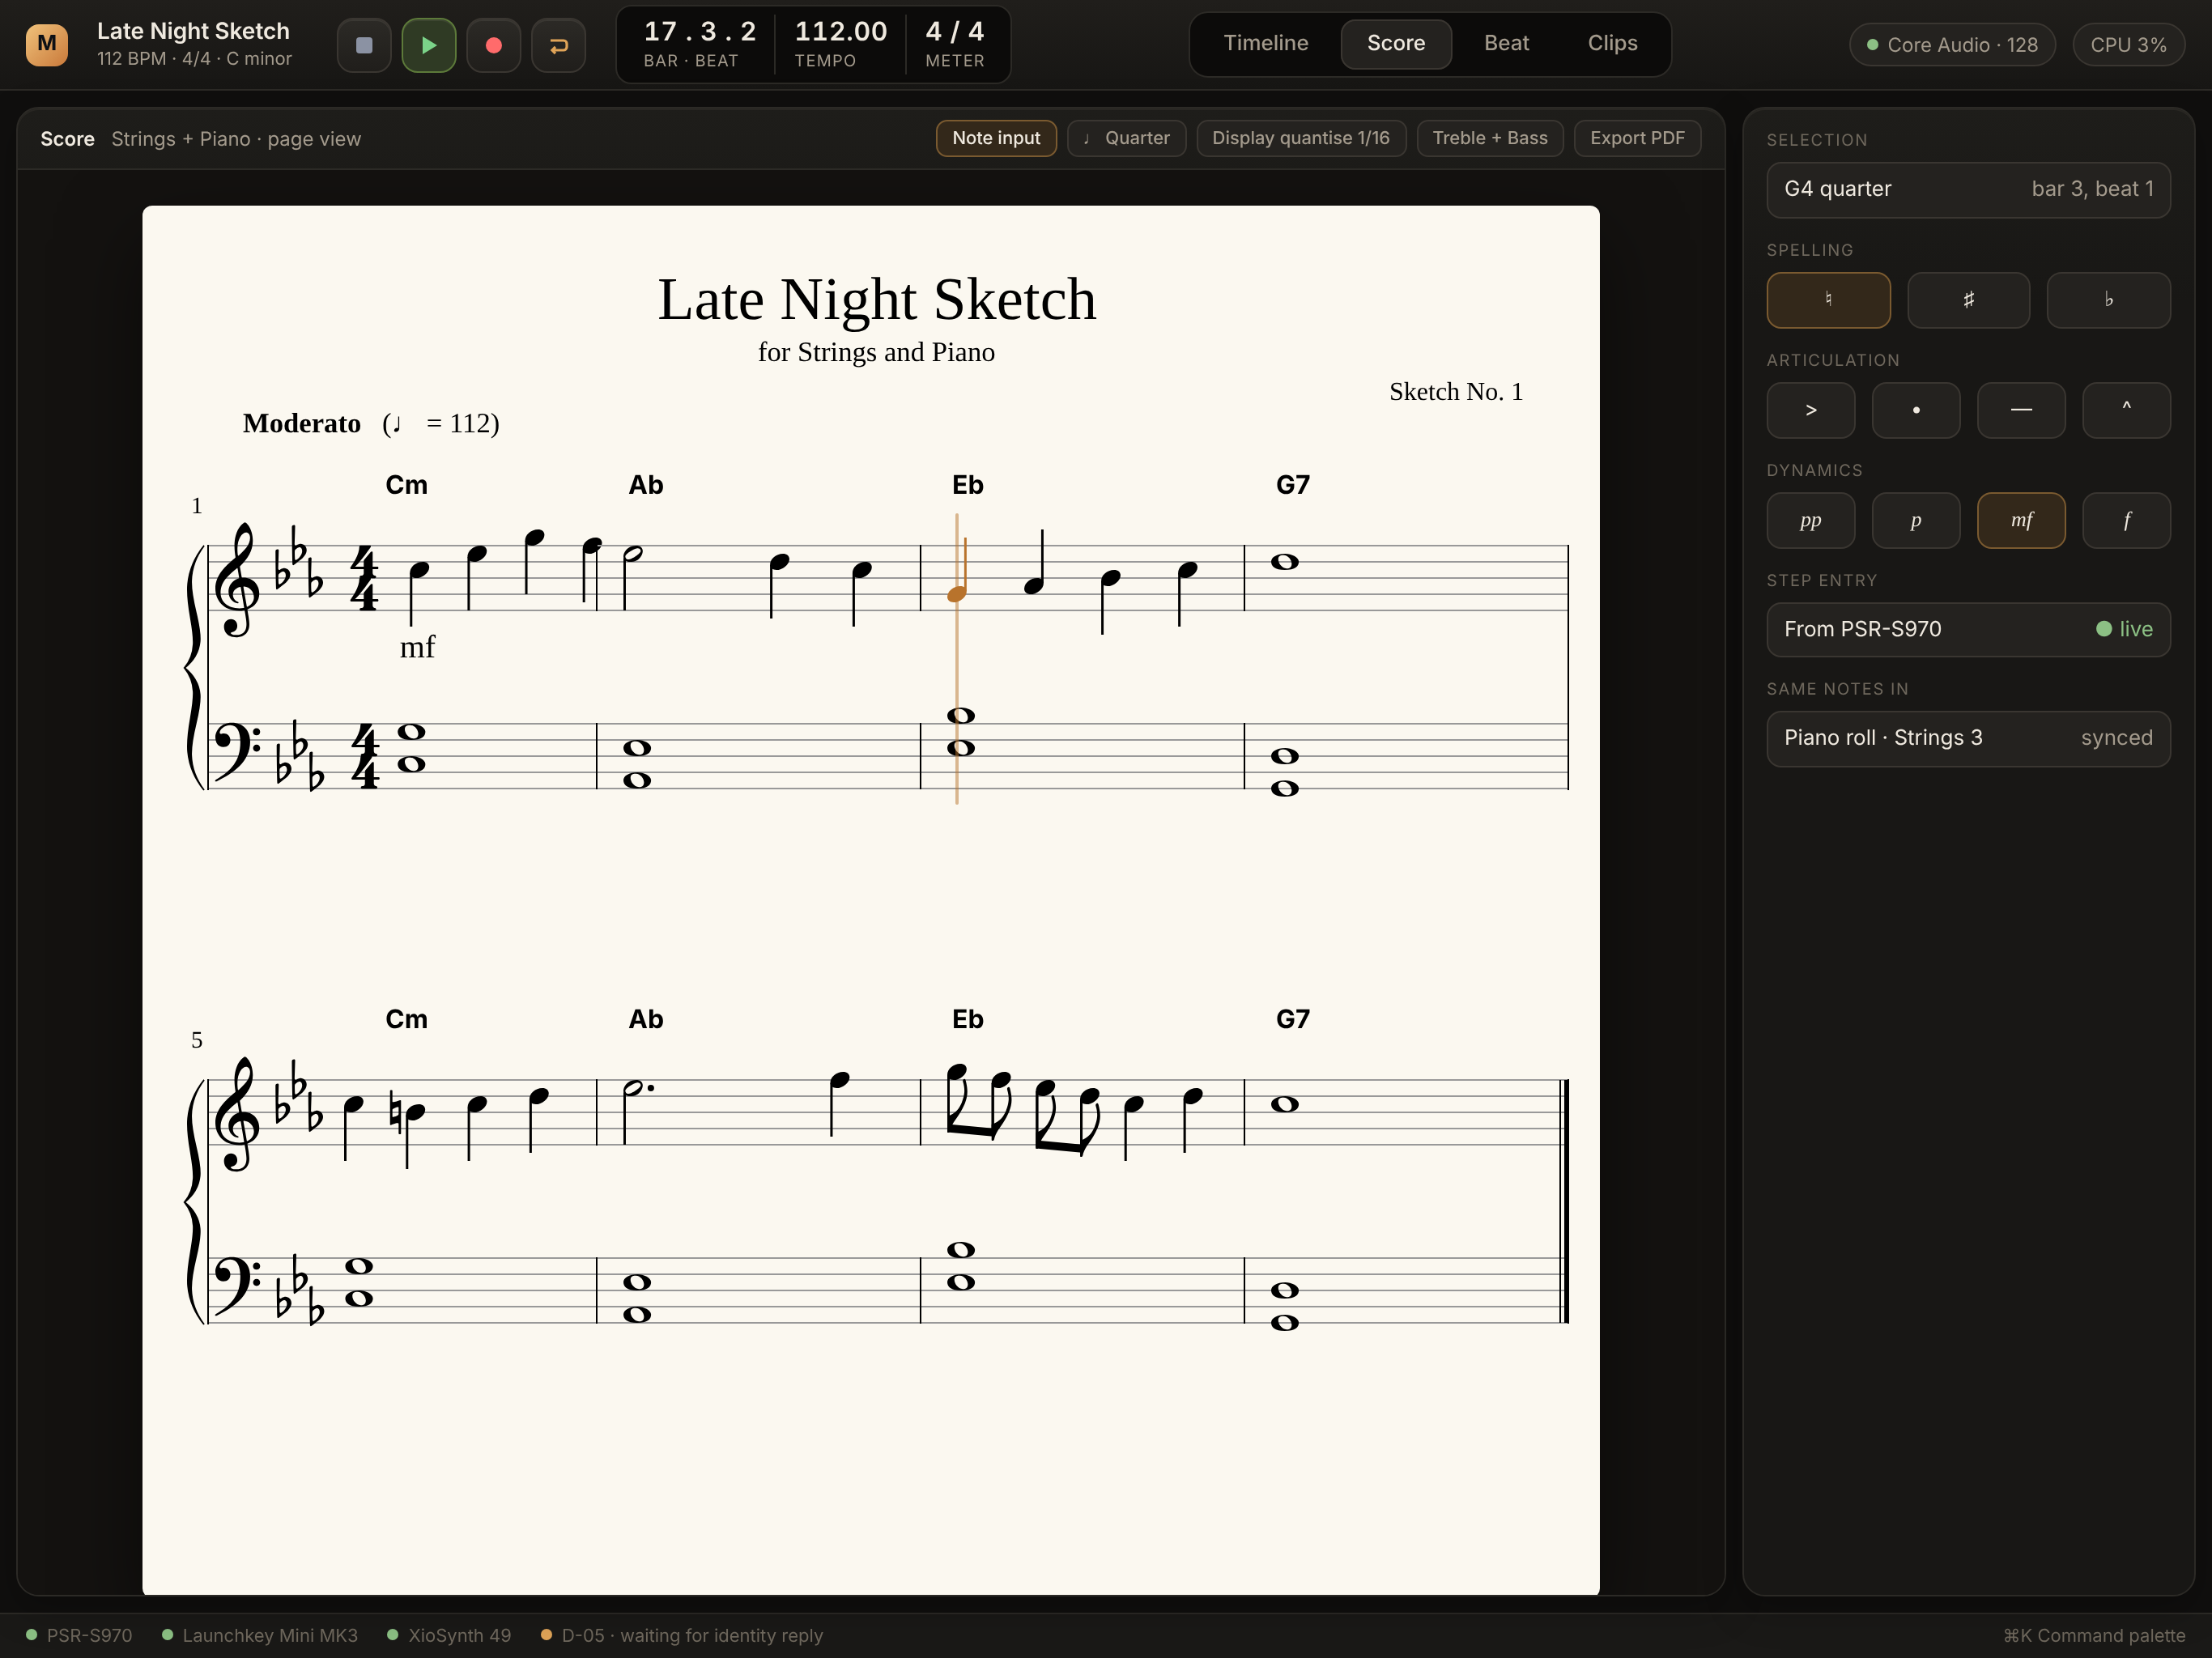 M
Late Night Sketch
112 BPM · 4/4 · C minor
17 . 3 . 2
BAR · BEAT
112.00
TEMPO
4 / 4
METER
Timeline
Score
Beat
Clips
Core Audio · 128
CPU 3%
Score Strings + Piano · page view
Note input
♩ Quarter
Display quantise 1/16
Treble + Bass
Export PDF
Late Night Sketch
for Strings and Piano
Sketch No. 1
Moderato (♩ = 112)
Cm Ab Eb G7
1
4
4
mf
4
4
Cm Ab Eb G7
5
SELECTION
G4 quarter bar 3, beat 1
SPELLING
♮ ♯ ♭
ARTICULATION
> • — ^
DYNAMICS
pp p mf f
STEP ENTRY
From PSR-S970 live
SAME NOTES IN
Piano roll · Strings 3 synced
PSR-S970
Launchkey Mini MK3
XioSynth 49
D-05 · waiting for identity reply
⌘K Command palette